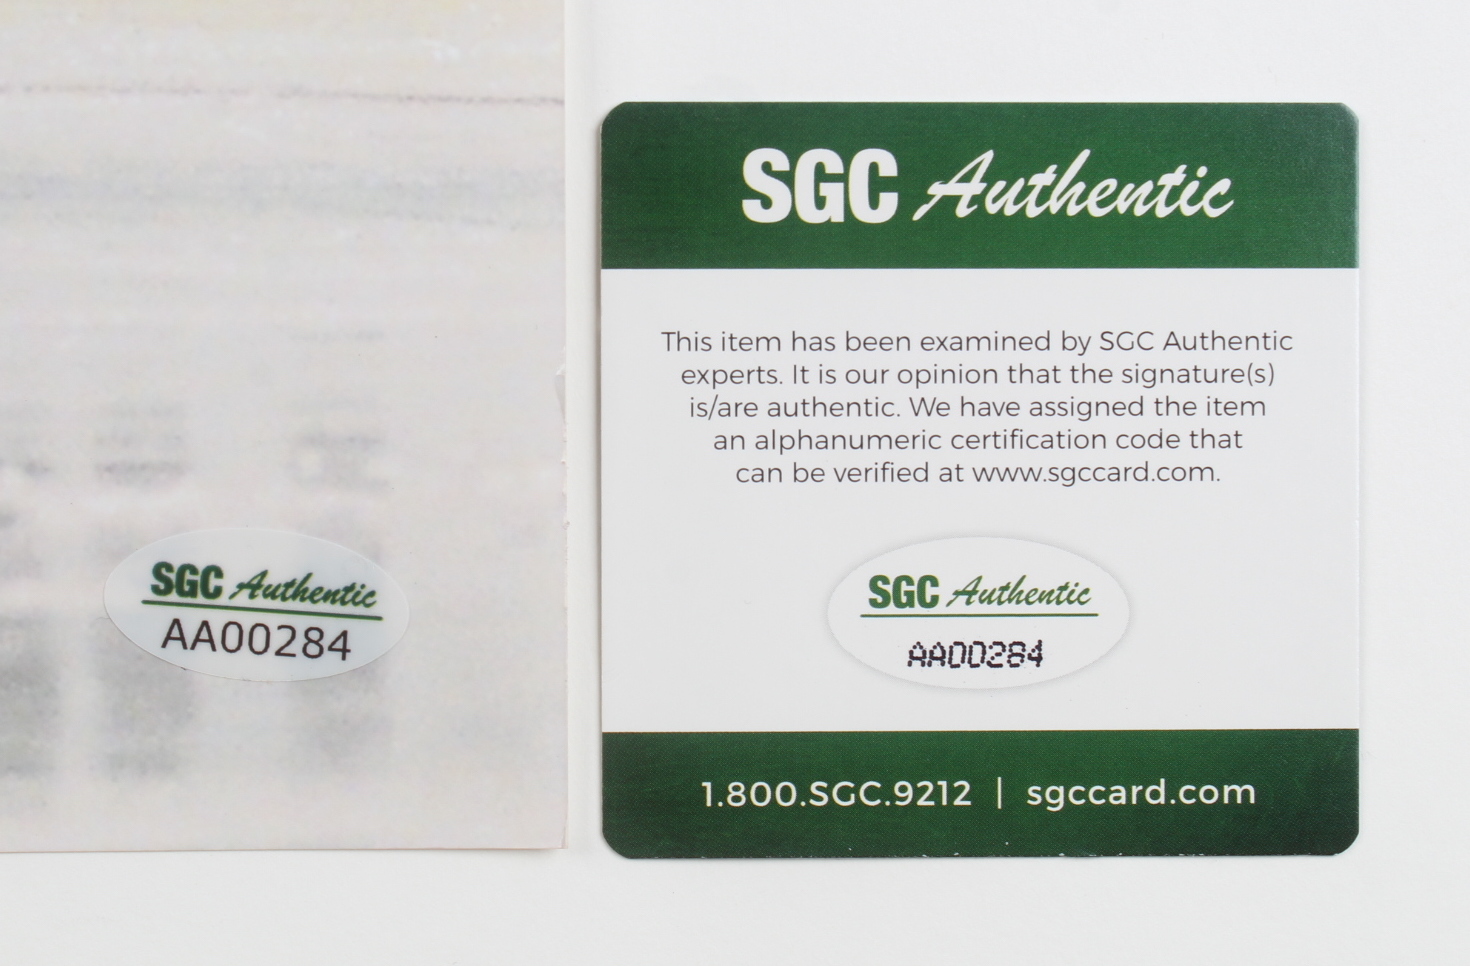 SGC Authentic
AA00284
SGC Authentic
This item has been examined by SGC Authentic
experts. It is our opinion that the signature(s)
is/are authentic. We have assigned the item
an alphanumeric certification code that
can be verified at www.sgccard.com.
SGC Authentic
AA00284
1.800.SGC.9212 | sgccard.com